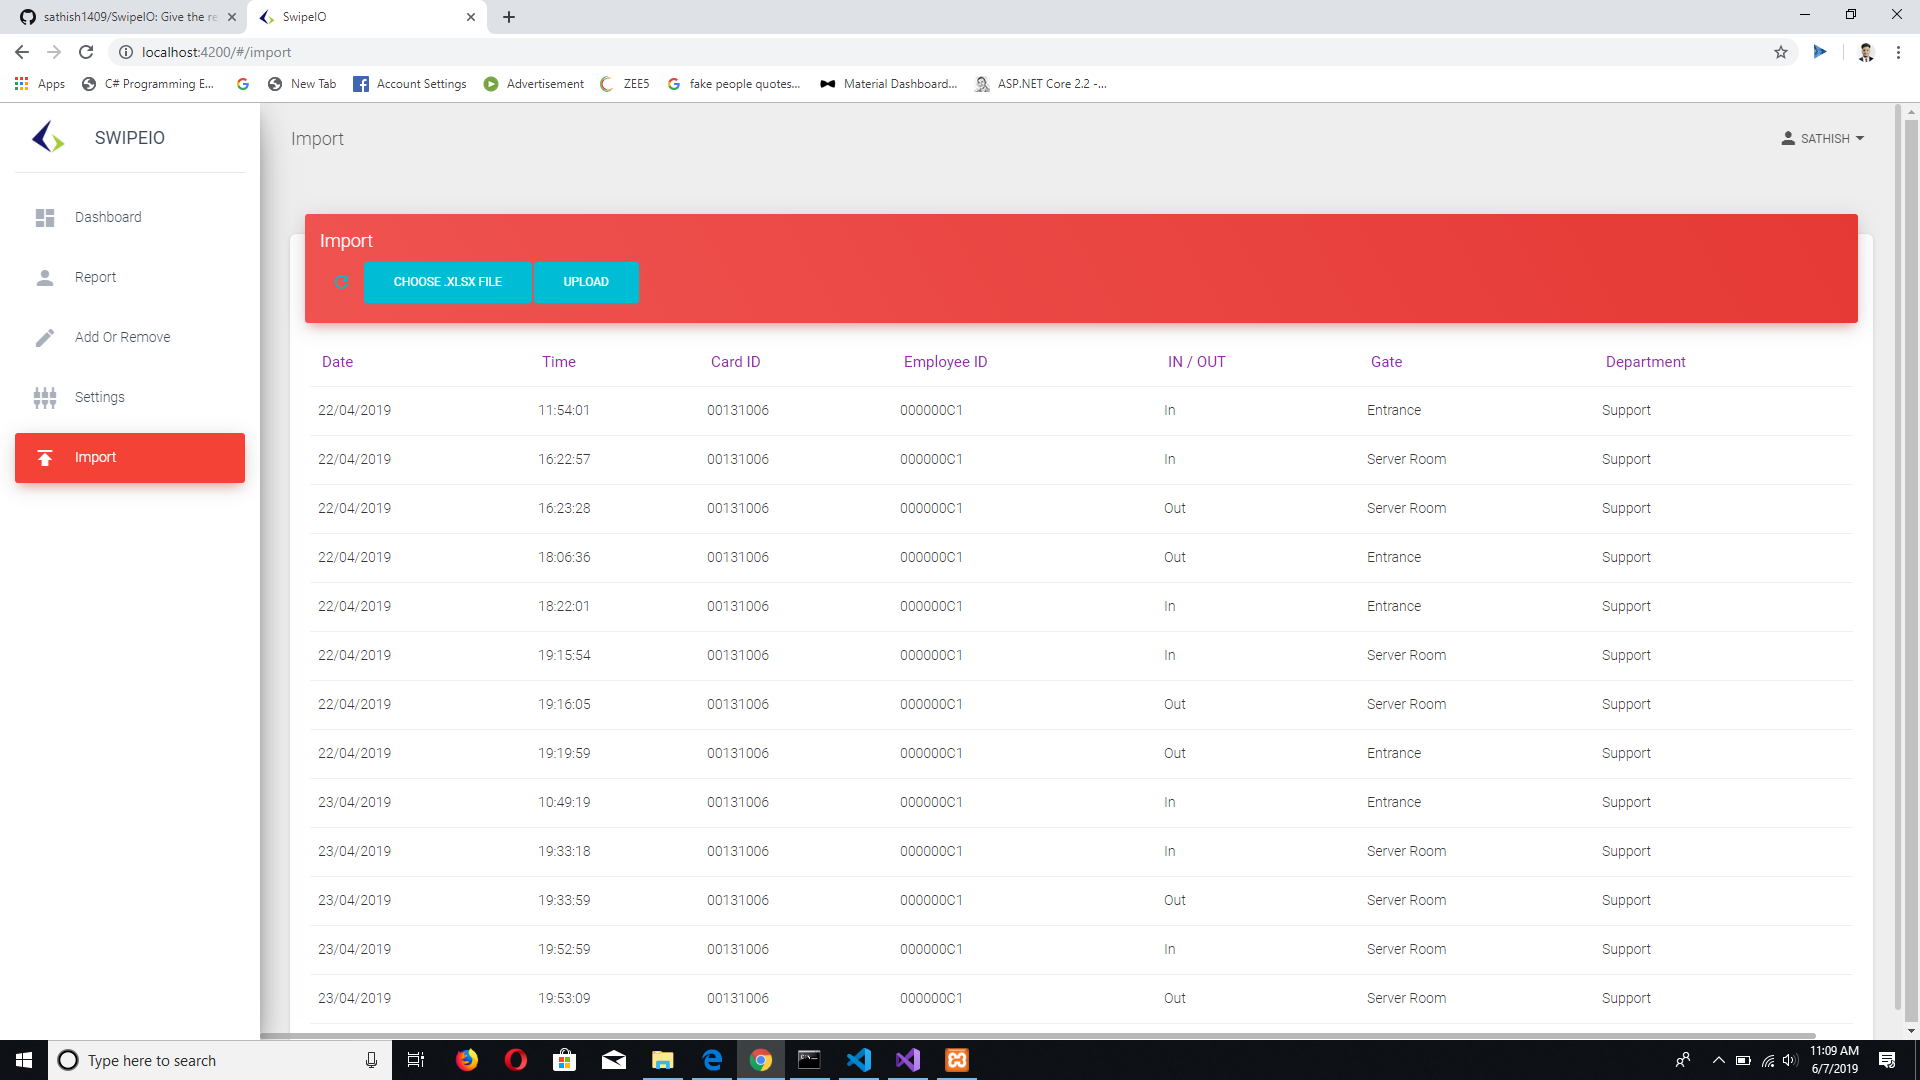 sathish1409/SwipeIO: Give the re
SwipeIO
localhost:4200/#/import
Apps C# Programming E... New Tab Account Settings Advertisement ZEE5 fake people quotes... Material Dashboard... ASP.NET Core 2.2 -...
SWIPEIO
Import
SATHISH
Dashboard
Report
Add Or Remove
Settings
Import
Import
CHOOSE .XLSX FILE UPLOAD
Date Time Card ID Employee ID IN / OUT Gate Department
22/04/2019 11:54:01 00131006 000000C1 In Entrance Support
22/04/2019 16:22:57 00131006 000000C1 In Server Room Support
22/04/2019 16:23:28 00131006 000000C1 Out Server Room Support
22/04/2019 18:06:36 00131006 000000C1 Out Entrance Support
22/04/2019 18:22:01 00131006 000000C1 In Entrance Support
22/04/2019 19:15:54 00131006 000000C1 In Server Room Support
22/04/2019 19:16:05 00131006 000000C1 Out Server Room Support
22/04/2019 19:19:59 00131006 000000C1 Out Entrance Support
23/04/2019 10:49:19 00131006 000000C1 In Entrance Support
23/04/2019 19:33:18 00131006 000000C1 In Server Room Support
23/04/2019 19:33:59 00131006 000000C1 Out Server Room Support
23/04/2019 19:52:59 00131006 000000C1 In Server Room Support
23/04/2019 19:53:09 00131006 000000C1 Out Server Room Support
Type here to search
11:09 AM
6/7/2019